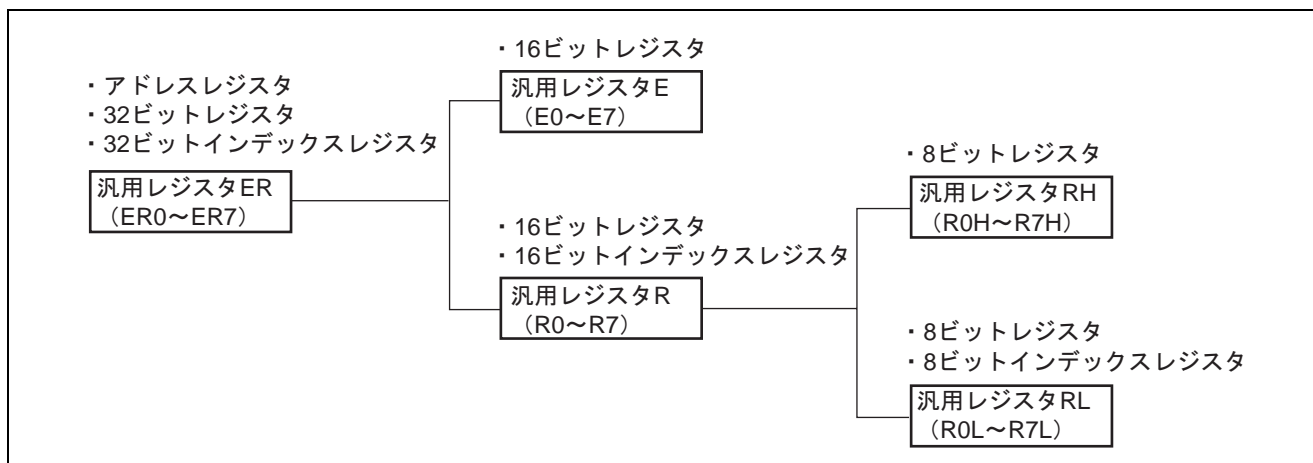 ・アドレスレジスタ
・32ビットレジスタ
・32ビットインデックスレジスタ
汎用レジスタER
（ER0～ER7）
・16ビットレジスタ
汎用レジスタE
（E0～E7）
・16ビットレジスタ
・16ビットインデックスレジスタ
汎用レジスタR
（R0～R7）
・8ビットレジスタ
汎用レジスタRH
（R0H～R7H）
・8ビットレジスタ
・8ビットインデックスレジスタ
汎用レジスタRL
（R0L～R7L）